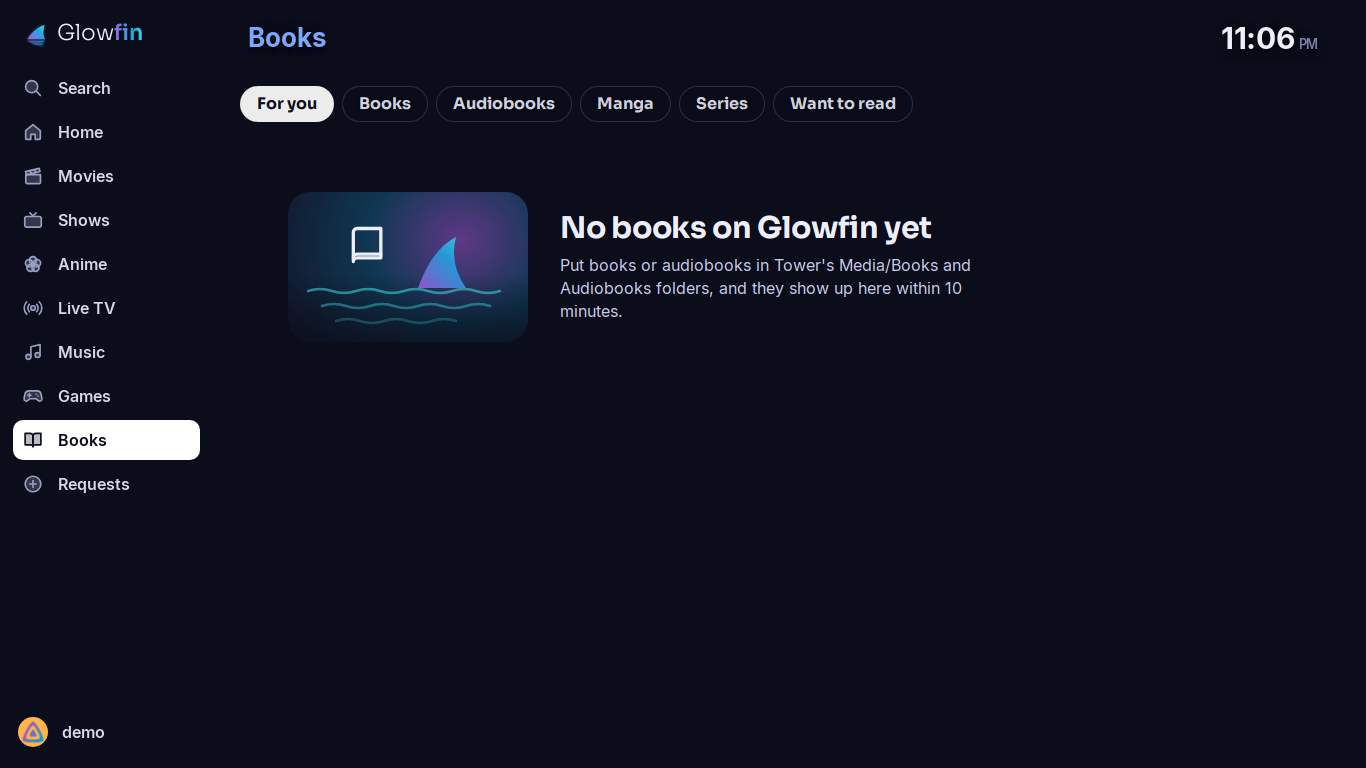 Glowfin
Books
11:06 PM
Search
Home
Movies
Shows
Anime
Live TV
Music
Games
Books
Requests
demo
For you
Books
Audiobooks
Manga
Series
Want to read
No books on Glowfin yet
Put books or audiobooks in Tower's Media/Books and
Audiobooks folders, and they show up here within 10
minutes.